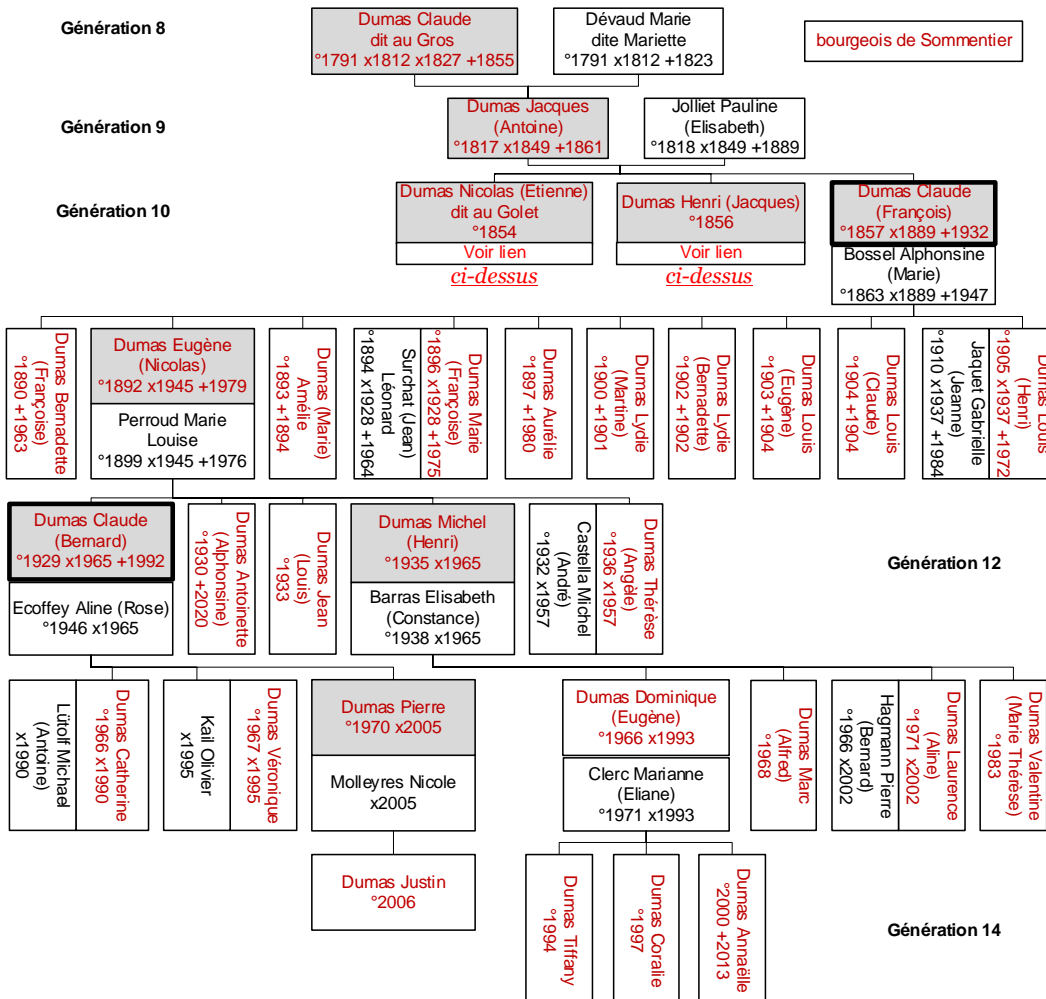 Génération 8
Dumas Claude
dit au Gros
°1791 x1812 x1827 +1855
Dévaud Marie
dite Mariette
°1791 x1812 +1823
bourgeois de Sommentier
Génération 9
Dumas Jacques
(Antoine)
°1817 x1849 +1861
Jolliet Pauline
(Elisabeth)
°1818 x1849 +1889
Génération 10
Dumas Nicolas (Etienne)
dit au Golet
°1854
Voir lien
ci-dessus
Dumas Henri (Jacques)
°1856
Voir lien
ci-dessus
Dumas Claude
(François)
°1857 x1889 +1932
Bossel Alphonsine
(Marie)
°1863 x1889 +1947
Dumas Bernadette
(Françoise)
°1890 +1963
Dumas Eugène
(Nicolas)
°1892 x1945 +1979
Perroud Marie
Louise
°1899 x1945 +1976
Dumas (Marie)
Amélie
°1893 +1894
Surchat (Jean)
Léonard
°1894 x1928 +1964
Dumas Marie
(Françoise)
°1896 x1928 +1975
Dumas Aurélie
°1897 +1980
Dumas Lydie
(Martine)
°1900 +1901
Dumas Lydie
(Bernadette)
°1902 +1902
Dumas Louis
(Eugène)
°1903 +1904
Dumas Louis
(Claude)
°1904 +1904
Jaquet Gabrielle
(Jeanne)
°1910 x1937 +1984
Dumas Louis
(Henri)
°1905 x1937 +1972
Dumas Claude
(Bernard)
°1929 x1965 +1992
Ecoffey Aline (Rose)
°1946 x1965
Dumas Antoinette
(Alphonsine)
°1930 +2020
Dumas Jean
(Louis)
°1933
Dumas Michel
(Henri)
°1935 x1965
Barras Elisabeth
(Constance)
°1938 x1965
Castella Michel
(André)
°1932 x1957
Dumas Thérèse
(Angèle)
°1936 x1957
Génération 12
Lütolf Michael
(Antoine)
x1990
Dumas Catherine
°1966 x1990
Kail Olivier
x1995
Dumas Véronique
°1967 x1995
Dumas Pierre
°1970 x2005
Molleyres Nicole
x2005
Dumas Dominique
(Eugène)
°1966 x1993
Clerc Marianne
(Eliane)
°1971 x1993
Dumas Marc
(Alfred)
°1968
Hagmann Pierre
(Bernard)
°1966 x2002
Dumas Laurence
(Aline)
°1971 x2002
Dumas Valentine
(Marie Thérèse)
°1983
Dumas Justin
°2006
Dumas Tiffany
°1994
Dumas Coralie
°1997
Dumas Annaëlle
°2000 +2013
Génération 14